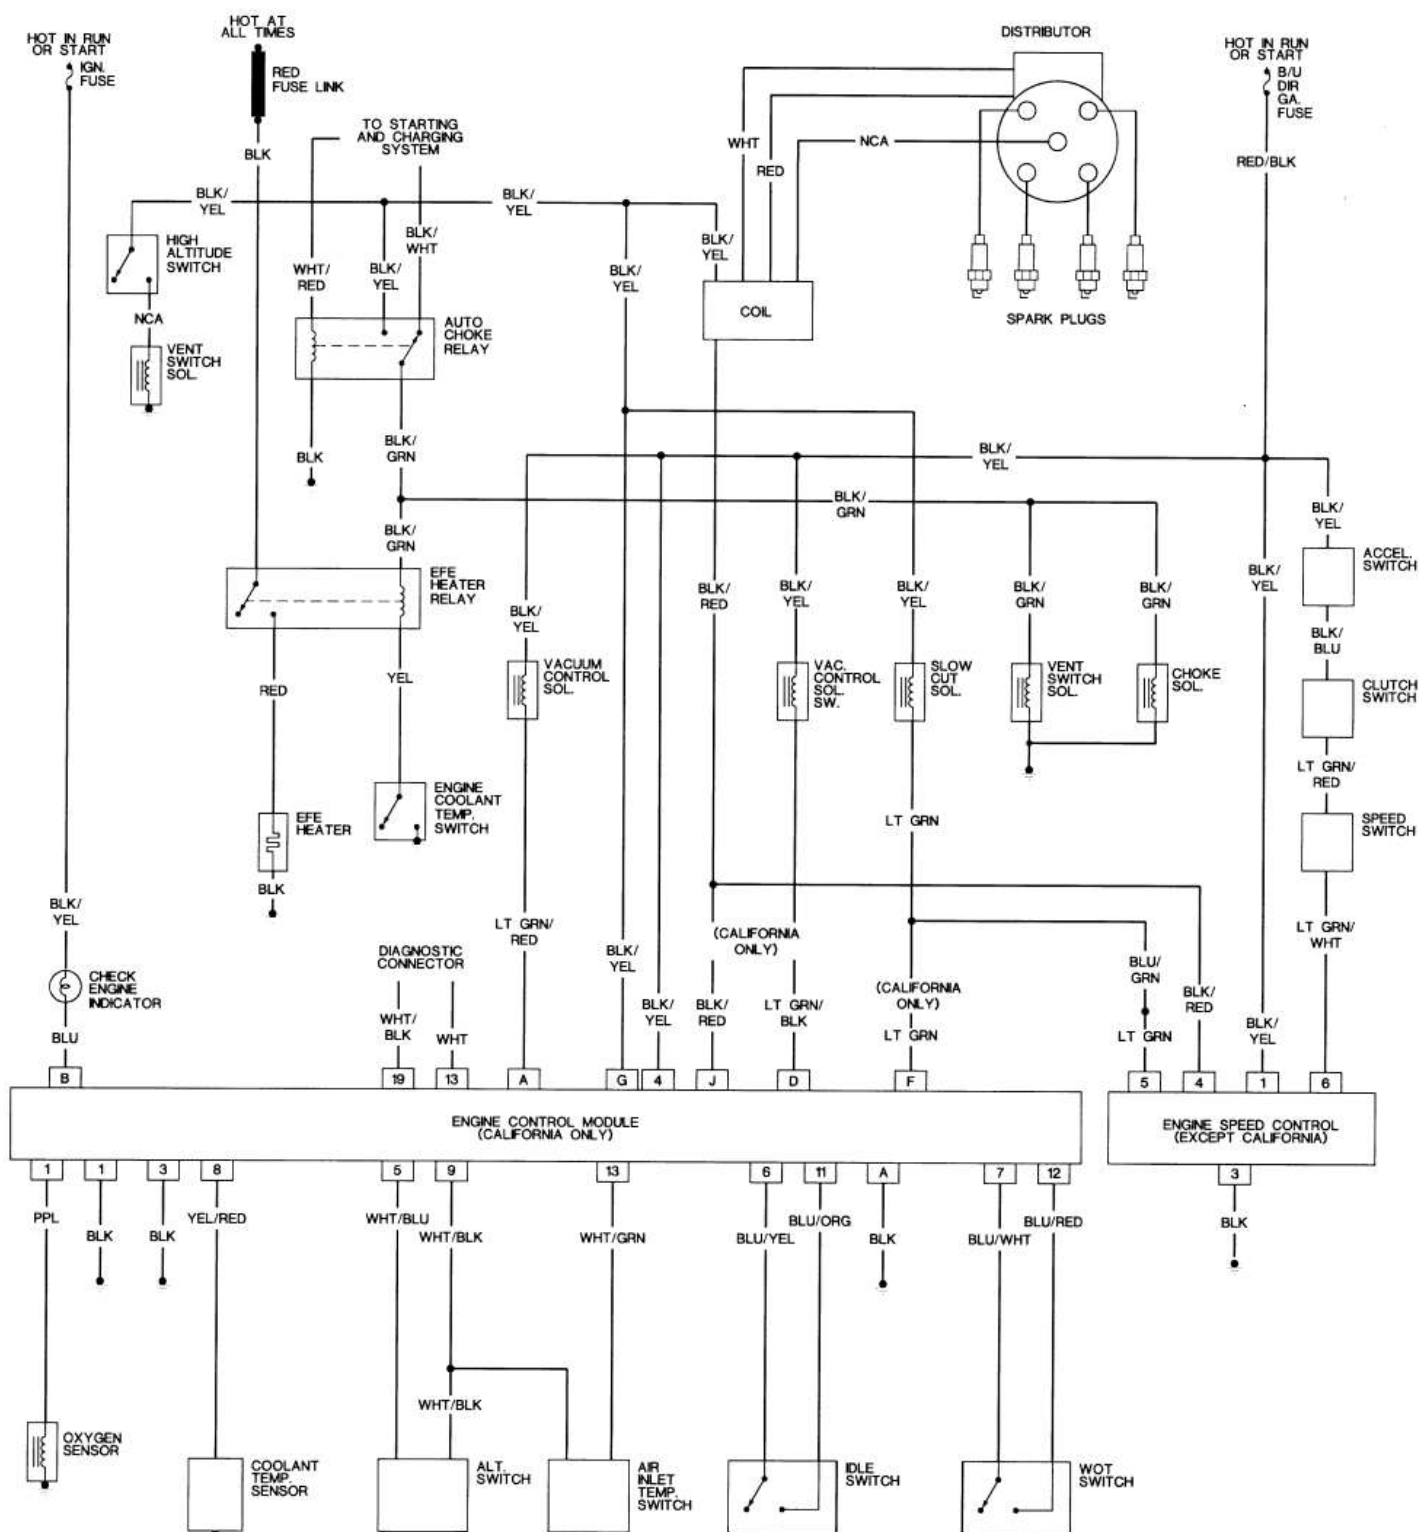 HOT IN RUN
OR START
IGN.
FUSE
HOT AT
ALL TIMES
RED
FUSE LINK
BLK
TO STARTING
AND CHARGING
SYSTEM
DISTRIBUTOR
WHT
RED
NCA
HOT IN RUN
OR START
B/U
DIR
GA.
FUSE
RED/BLK
BLK/
YEL
BLK/
YEL
HIGH
ALTITUDE
SWITCH
WHT/
RED
BLK/
YEL
BLK/
WHT
BLK/
YEL
BLK/
YEL
COIL
SPARK PLUGS
NCA
VENT
SWITCH
SOL.
AUTO
CHOKE
RELAY
BLK
BLK/
GRN
BLK/
YEL
BLK/
GRN
BLK/
GRN
BLK/
YEL
ACCEL.
SWITCH
EFE
HEATER
RELAY
BLK/
YEL
BLK/
RED
BLK/
YEL
BLK/
YEL
BLK/
GRN
BLK/
GRN
BLK/
YEL
BLK/
BLU
RED
YEL
VACUUM
CONTROL
SOL.
VAC.
CONTROL
SOL.
SW.
SLOW
CUT
SOL.
VENT
SWITCH
SOL.
CHOKE
SOL.
CLUTCH
SWITCH
LT GRN/
RED
EFE
HEATER
ENGINE
COOLANT
TEMP.
SWITCH
LT GRN
SPEED
SWITCH
BLK
BLK/
YEL
LT GRN/
RED
BLK/
YEL
(CALIFORNIA
ONLY)
LT GRN/
WHT
DIAGNOSTIC
CONNECTOR
CHECK
ENGINE
INDICATOR
BLU
WHT/
BLK
WHT
BLK/
YEL
BLK/
RED
LT GRN/
BLK
(CALIFORNIA
ONLY)
LT GRN
BLU/
GRN
LT GRN
BLK/
RED
BLK/
YEL
B 19 13 A G 4 J D F 5 4 1 6
ENGINE CONTROL MODULE
(CALIFORNIA ONLY)
ENGINE SPEED CONTROL
(EXCEPT CALIFORNIA)
1 1 3 8 5 9 13 6 11 A 7 12 3
PPL
BLK
BLK
YEL/RED
WHT/BLU
WHT/BLK
WHT/GRN
BLU/YEL
BLU/ORG
BLK
BLU/WHT
BLU/RED
BLK
WHT/BLK
OXYGEN
SENSOR
COOLANT
TEMP.
SENSOR
ALT.
SWITCH
AIR
INLET
TEMP.
SWITCH
IDLE
SWITCH
WOT
SWITCH